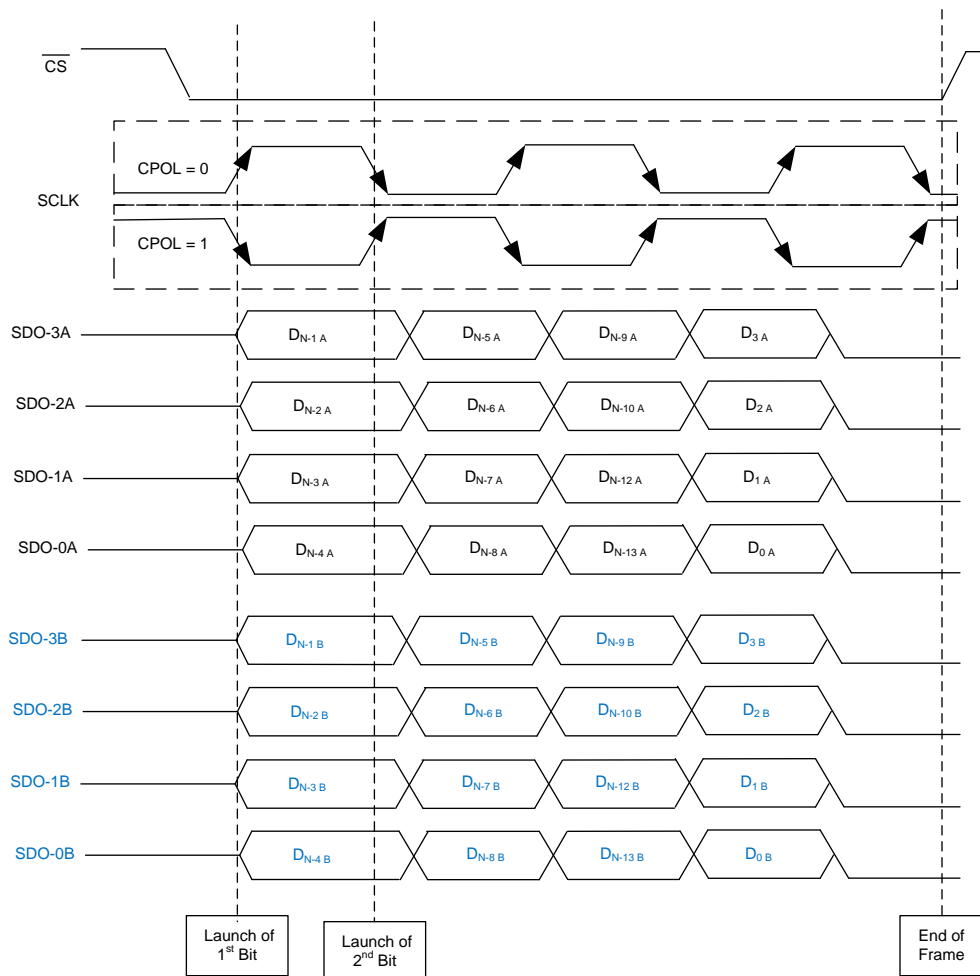 CS
SCLK
CPOL = 0
CPOL = 1
SDO-3A DN-1 A DN-5 A DN-9 A D3 A
SDO-2A DN-2 A DN-6 A DN-10 A D2 A
SDO-1A DN-3 A DN-7 A DN-12 A D1 A
SDO-0A DN-4 A DN-8 A DN-13 A D0 A
SDO-3B DN-1 B DN-5 B DN-9 B D3 B
SDO-2B DN-2 B DN-6 B DN-10 B D2 B
SDO-1B DN-3 B DN-7 B DN-12 B D1 B
SDO-0B DN-4 B DN-8 B DN-13 B D0 B
Launch of
1st Bit
Launch of
2nd Bit
End of
Frame